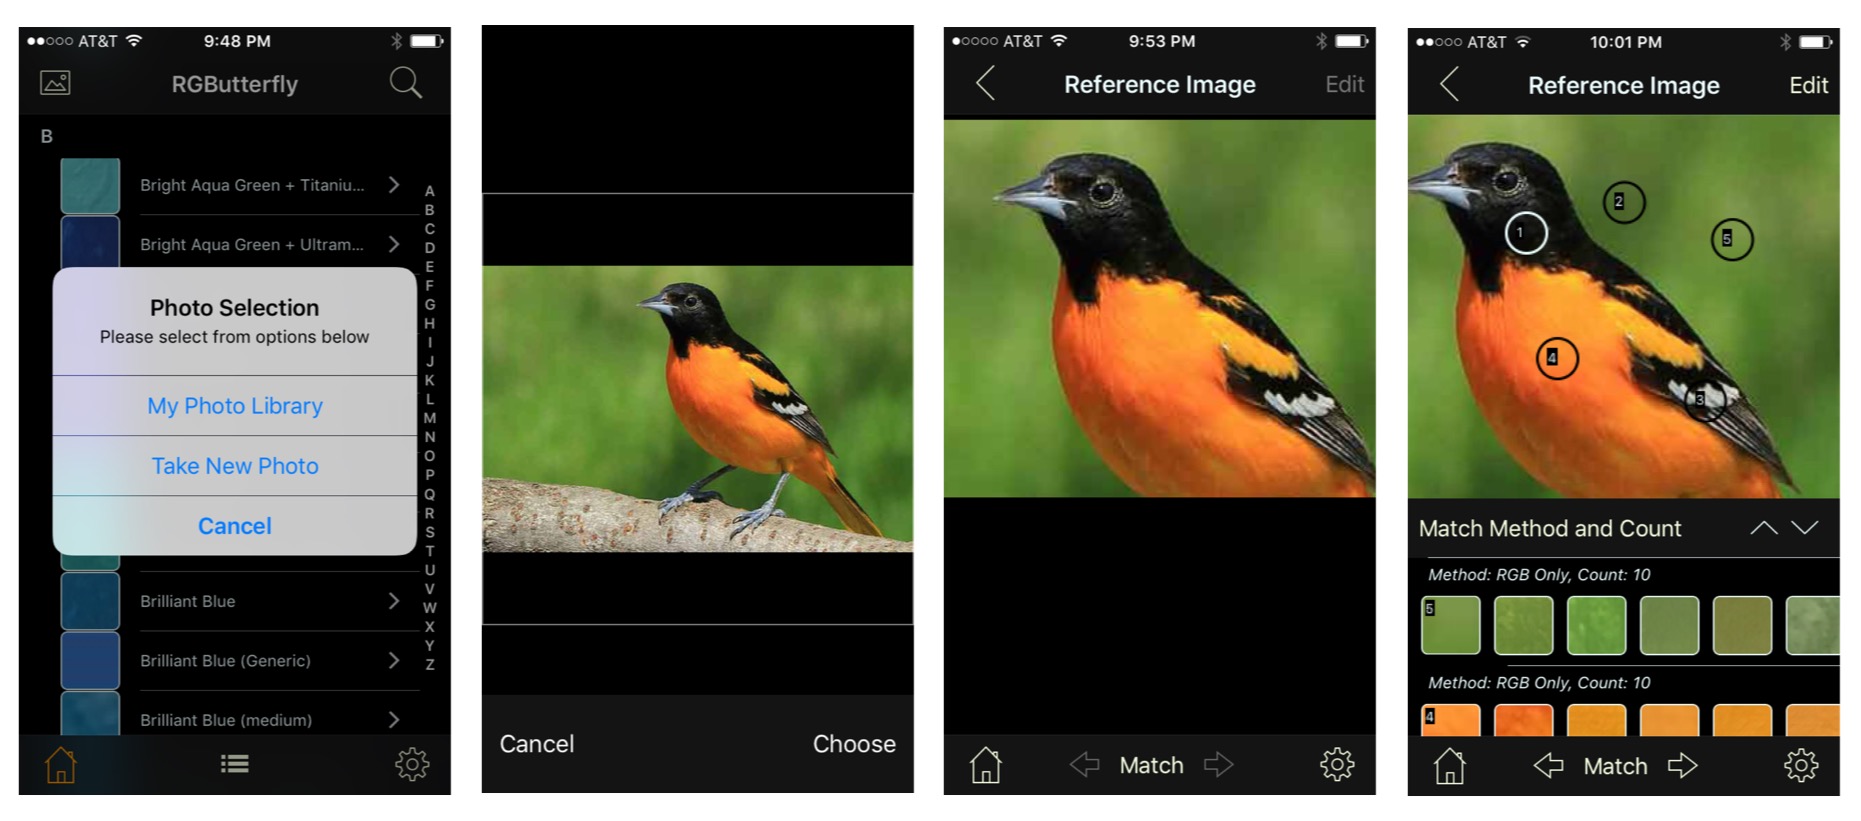 AT&T 9:48 PM
RGButterfly
B
Bright Aqua Green + Titaniu...
Bright Aqua Green + Ultram...
Photo Selection
Please select from options below
My Photo Library
Take New Photo
Cancel
Brilliant Blue
Brilliant Blue (Generic)
Brilliant Blue (medium)
A
B
C
D
E
F
G
H
I
J
K
L
M
N
O
P
Q
R
S
T
U
V
W
X
Y
Z
Cancel Choose
AT&T 9:53 PM
Reference Image Edit
Match
AT&T 10:01 PM
Reference Image Edit
2
1
5
4
3
Match Method and Count
Method: RGB Only, Count: 10
5
Method: RGB Only, Count: 10
4
Match